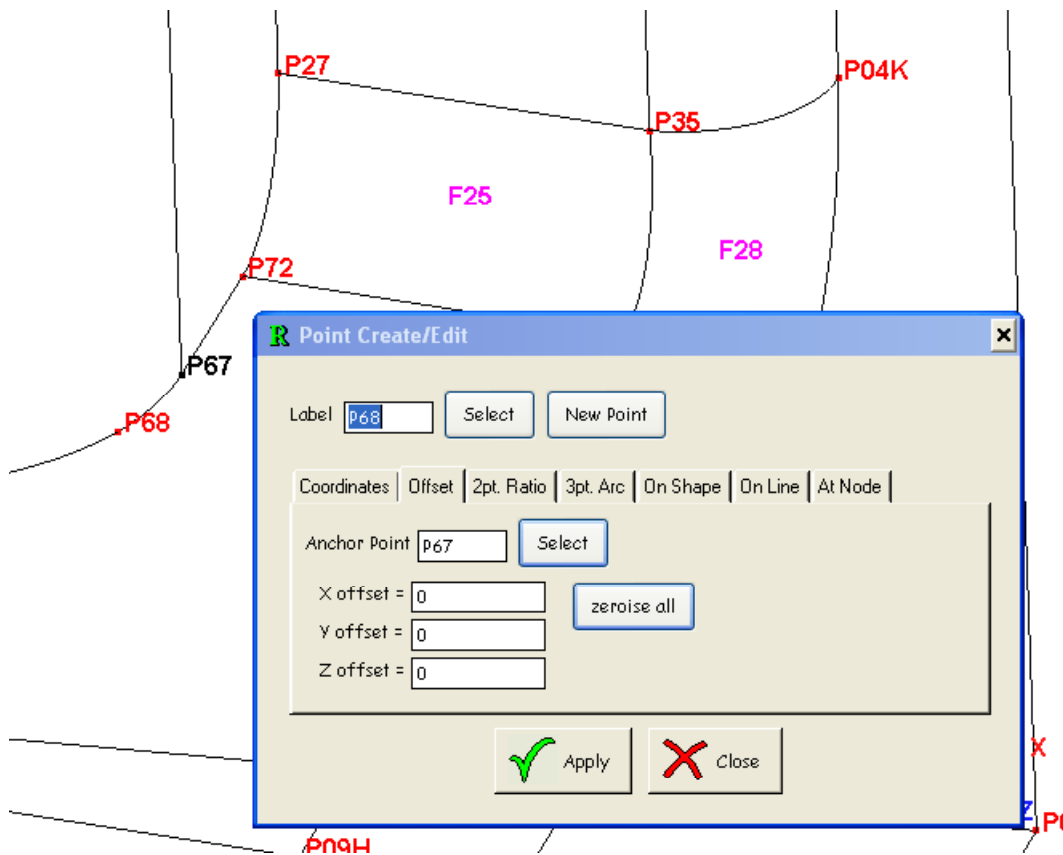 P27
P04K
P35
F25
F28
P72
R Point Create/Edit
P67
Label P68 Select New Point
P68
Coordinates Offset 2pt. Ratio 3pt. Arc On Shape On Line At Node
Anchor Point P67 Select
X offset = 0
zeroise all
Y offset = 0
Z offset = 0
Apply Close
X
Z
P09H